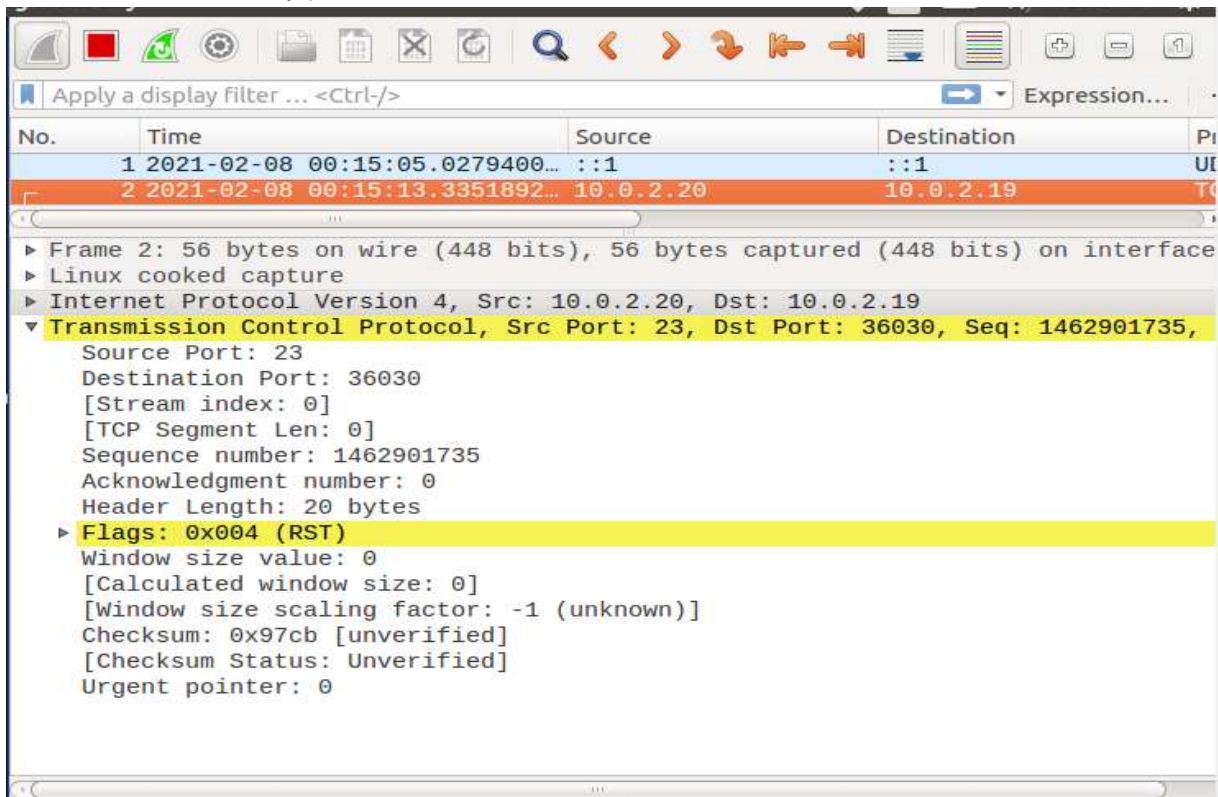 Apply a display filter ... <Ctrl-/> Expression...
No. Time Source Destination
1 2021-02-08 00:15:05.0279400… ::1 ::1
2 2021-02-08 00:15:13.3351892… 10.0.2.20 10.0.2.19
Frame 2: 56 bytes on wire (448 bits), 56 bytes captured (448 bits) on interface
Linux cooked capture
Internet Protocol Version 4, Src: 10.0.2.20, Dst: 10.0.2.19
Transmission Control Protocol, Src Port: 23, Dst Port: 36030, Seq: 1462901735,
Source Port: 23
Destination Port: 36030
[Stream index: 0]
[TCP Segment Len: 0]
Sequence number: 1462901735
Acknowledgment number: 0
Header Length: 20 bytes
Flags: 0x004 (RST)
Window size value: 0
[Calculated window size: 0]
[Window size scaling factor: -1 (unknown)]
Checksum: 0x97cb [unverified]
[Checksum Status: Unverified]
Urgent pointer: 0